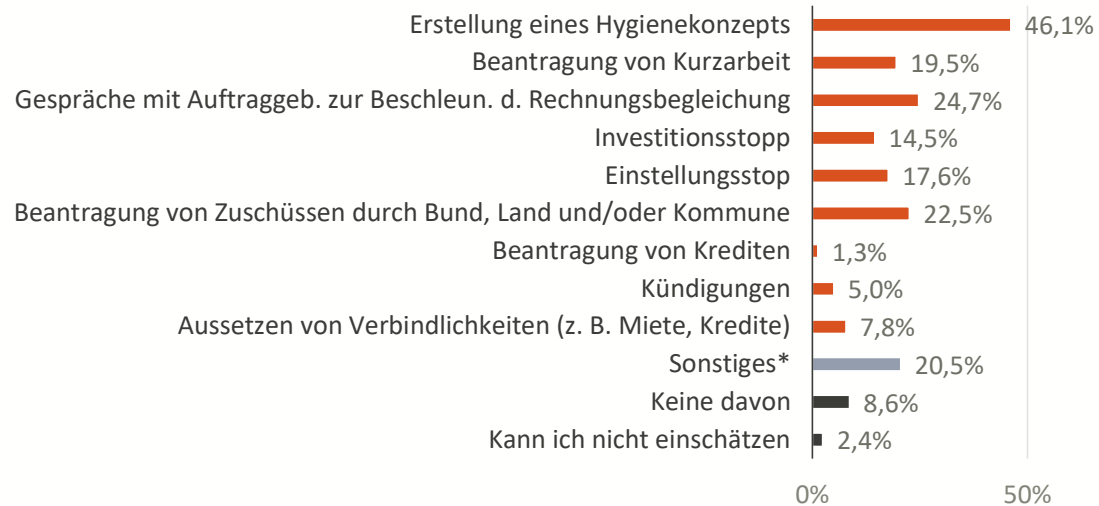 Erstellung eines Hygienekonzepts 46,1%
Beantragung von Kurzarbeit 19,5%
Gespräche mit Auftraggeb. zur Beschleun. d. Rechnungsbegleichung 24,7%
Investitionsstopp 14,5%
Einstellungsstop 17,6%
Beantragung von Zuschüssen durch Bund, Land und/oder Kommune 22,5%
Beantragung von Krediten 1,3%
Kündigungen 5,0%
Aussetzen von Verbindlichkeiten (z. B. Miete, Kredite) 7,8%
Sonstiges* 20,5%
Keine davon 8,6%
Kann ich nicht einschätzen 2,4%
0% 50%